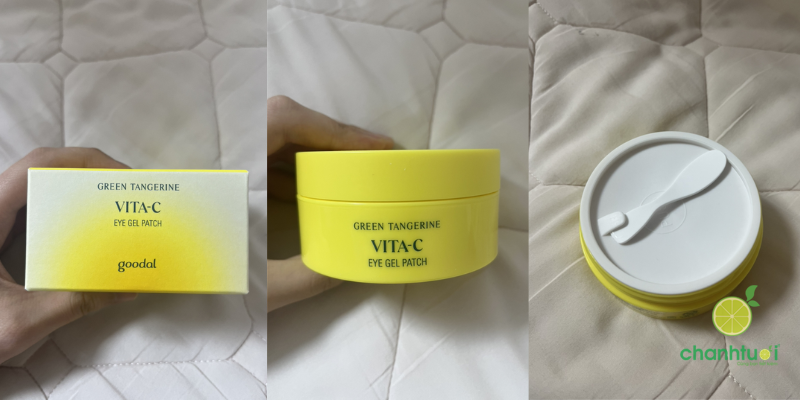 GREEN TANGERINE
VITA-C
EYE GEL PATCH
goodal
GREEN TANGERINE
VITA-C
EYE GEL PATCH
chanhtuoi